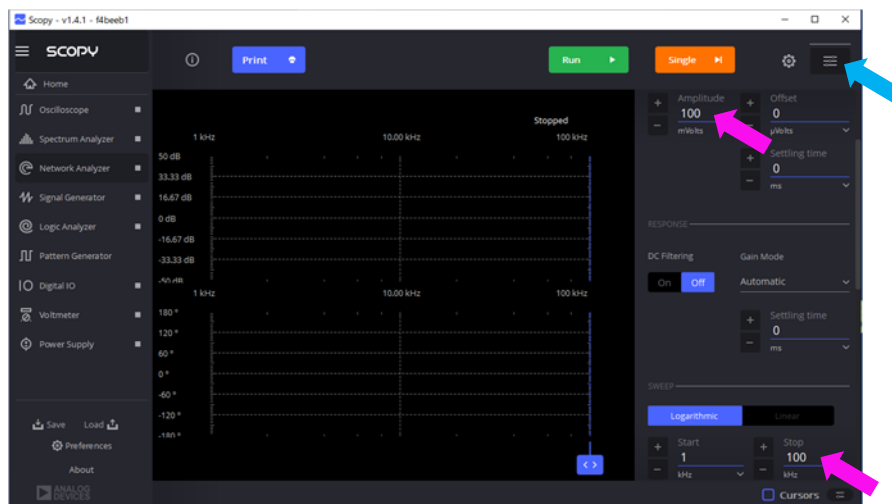 Scopy - v1.4.1 - f4beeb1
SCOPY
Print
Run
Single
Home
Oscilloscope
Spectrum Analyzer
Network Analyzer
Signal Generator
Logic Analyzer
Pattern Generator
Digital IO
Voltmeter
Power Supply
Save Load
Preferences
About
ANALOG
DEVICES
Stopped
1 kHz 10.00 kHz 100 kHz
50 dB
33.33 dB
16.67 dB
0 dB
-16.67 dB
-33.33 dB
-50 dB
1 kHz 10.00 kHz 100 kHz
180 °
120 °
60 °
0 °
-60 °
-120 °
-180 °
+ Amplitude + Offset
100 0
- mVolts - µVolts
+ Settling time
0
- ms
RESPONSE
DC Filtering Gain Mode
On Off Automatic
+ Settling time
0
- ms
SWEEP
Logarithmic Linear
+ Start + Stop
1 100
- kHz - kHz
Cursors